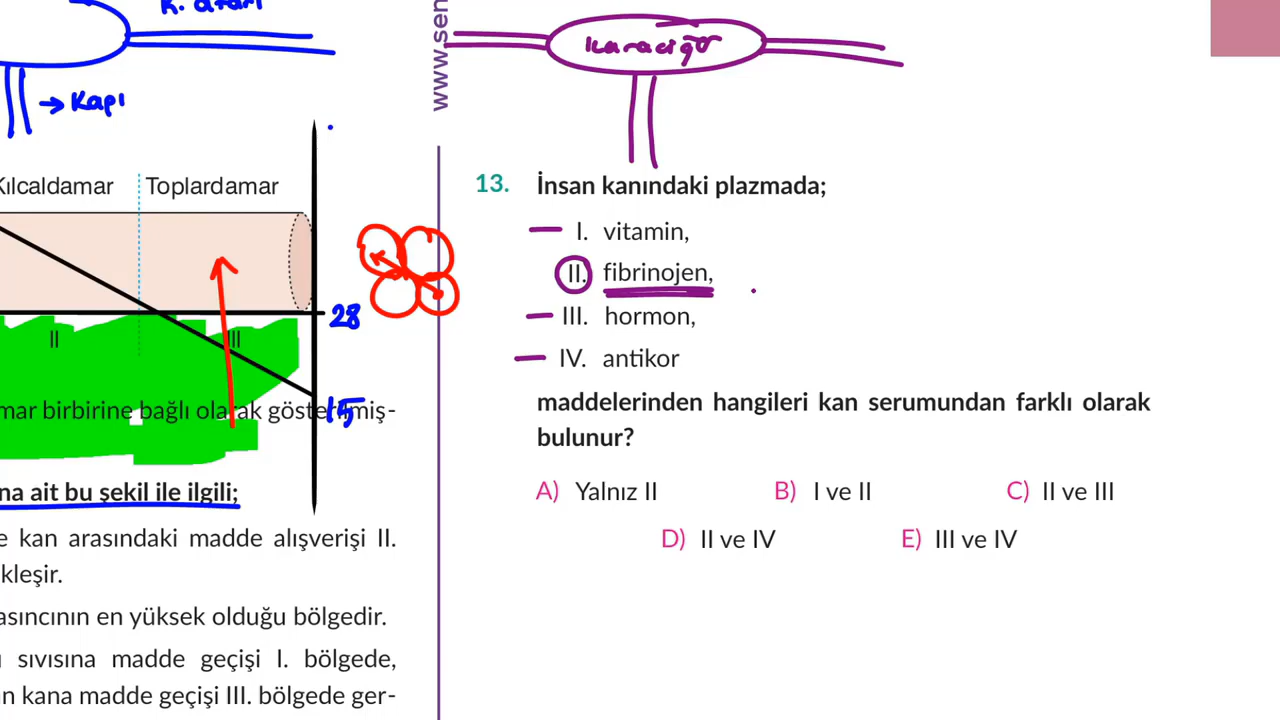 K. atarı
→ Kapı
Kılcaldamar Toplardamar
II III
28
15
mar birbirine bağlı olarak gösterilmiş-
na ait bu şekil ile ilgili;
e kan arasındaki madde alışverişi II.
kleşir.
asıncının en yüksek olduğu bölgedir.
ı sıvısına madde geçişi I. bölgede,
ın kana madde geçişi III. bölgede ger-
www.sen
karaciğer
13. İnsan kanındaki plazmada;
I. vitamin,
II. fibrinojen,
III. hormon,
IV. antikor
maddelerinden hangileri kan serumundan farklı olarak
bulunur?
A) Yalnız II B) I ve II C) II ve III
D) II ve IV E) III ve IV